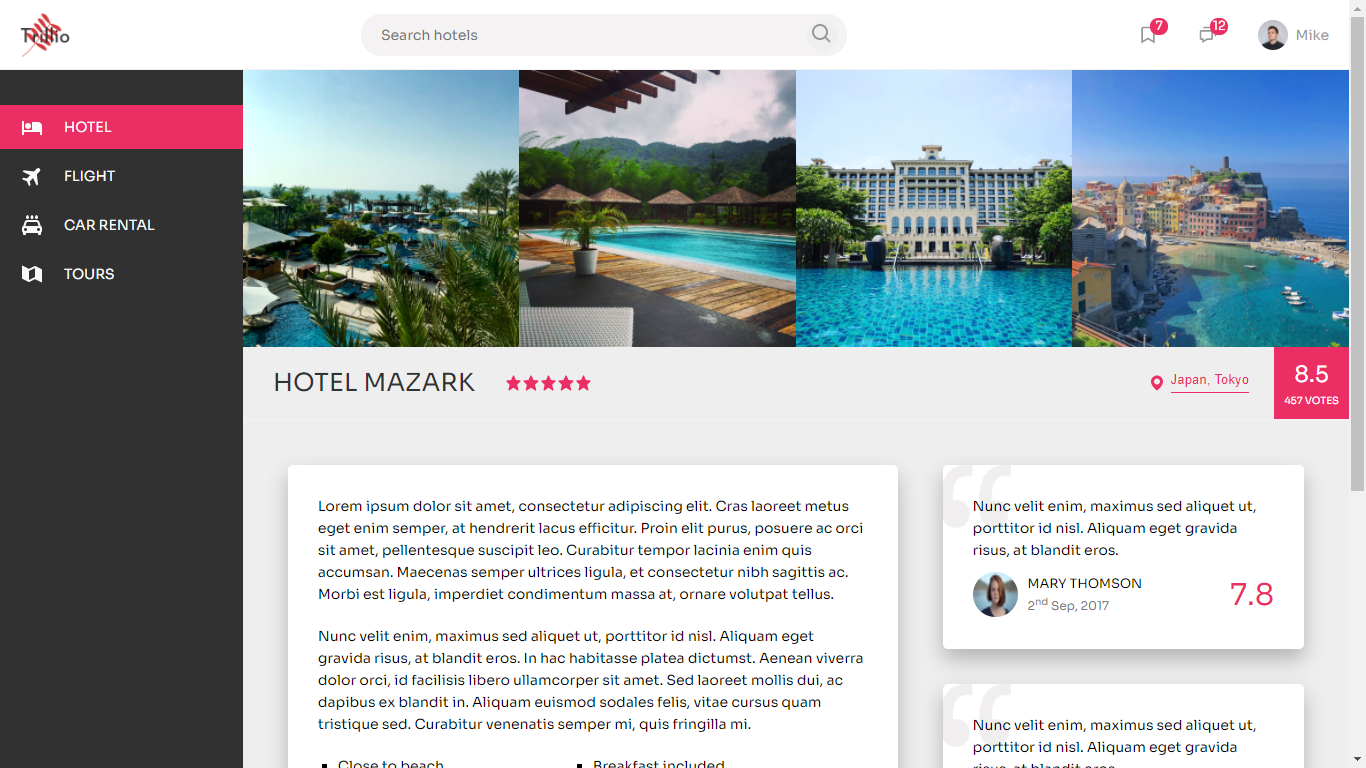 Trillio
Search hotels
7
12
Mike
HOTEL
FLIGHT
CAR RENTAL
TOURS
HOTEL MAZARK
Japan, Tokyo
8.5
457 VOTES
Lorem ipsum dolor sit amet, consectetur adipiscing elit. Cras laoreet metus
eget enim semper, at hendrerit lacus efficitur. Proin elit purus, posuere ac orci
sit amet, pellentesque suscipit leo. Curabitur tempor lacinia enim quis
accumsan. Maecenas semper ultrices ligula, et consectetur nibh sagittis ac.
Morbi est ligula, imperdiet condimentum massa at, ornare volutpat tellus.
Nunc velit enim, maximus sed aliquet ut, porttitor id nisl. Aliquam eget
gravida risus, at blandit eros. In hac habitasse platea dictumst. Aenean viverra
dolor orci, id facilisis libero ullamcorper sit amet. Sed laoreet mollis dui, ac
dapibus ex blandit in. Aliquam euismod sodales felis, vitae cursus quam
tristique sed. Curabitur venenatis semper mi, quis fringilla mi.
Close to beach
Breakfast included
Nunc velit enim, maximus sed aliquet ut,
porttitor id nisl. Aliquam eget gravida
risus, at blandit eros.
MARY THOMSON
2nd Sep, 2017
7.8
Nunc velit enim, maximus sed aliquet ut,
porttitor id nisl. Aliquam eget gravida
risus, at blandit eros.